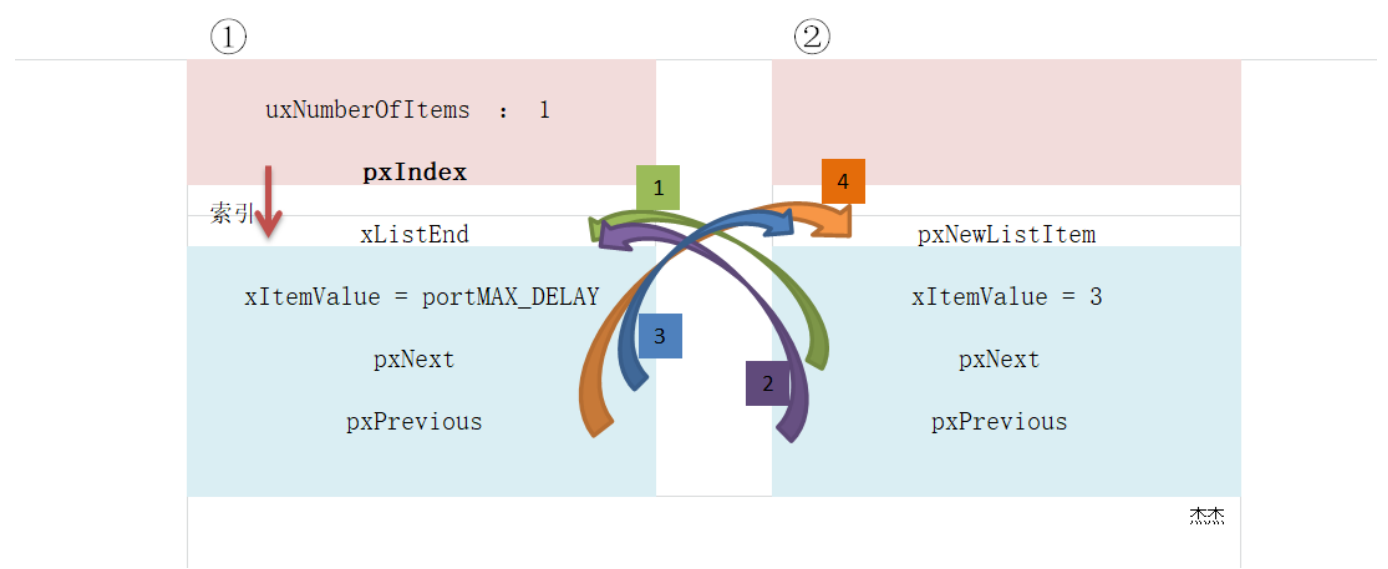 ① ②
uxNumberOfItems : 1
pxIndex
1
4
索引
xListEnd
pxNewListItem
xItemValue = portMAX_DELAY
xItemValue = 3
3
pxNext
pxNext
2
pxPrevious
pxPrevious
杰杰